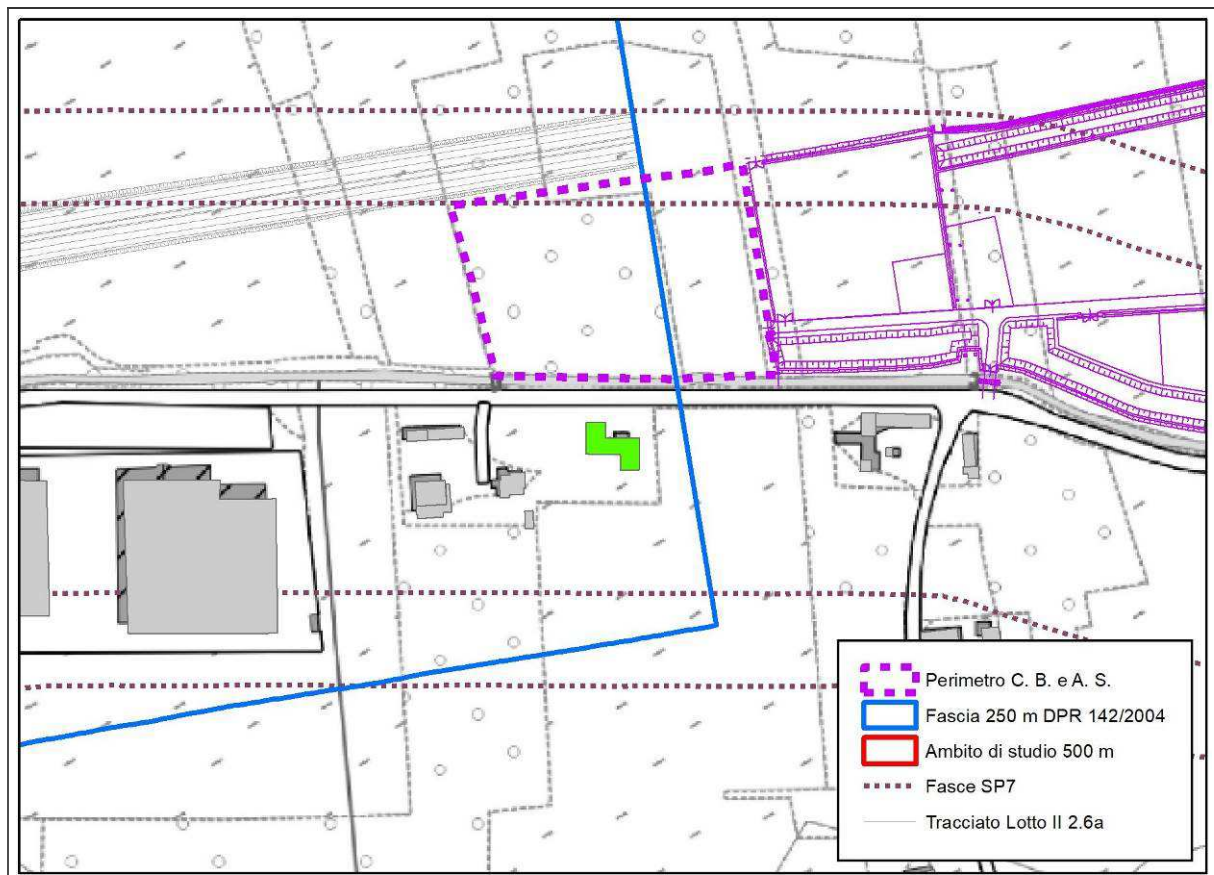 Perimetro C. B. e A. S.
Fascia 250 m DPR 142/2004
Ambito di studio 500 m
Fasce SP7
Tracciato Lotto II 2.6a